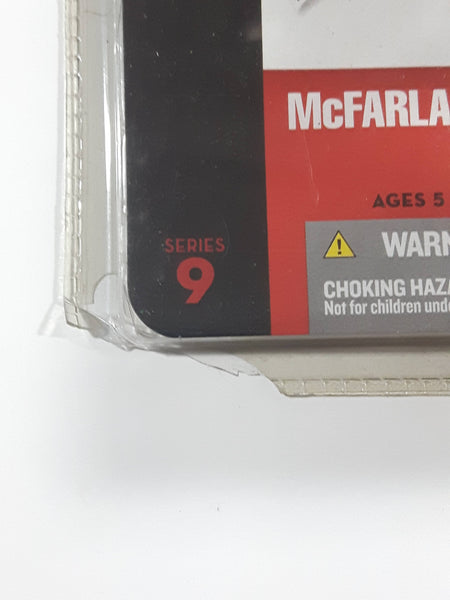 McFARLA
AGES 5
SERIES
9
WARN
CHOKING HAZA
Not for children unde